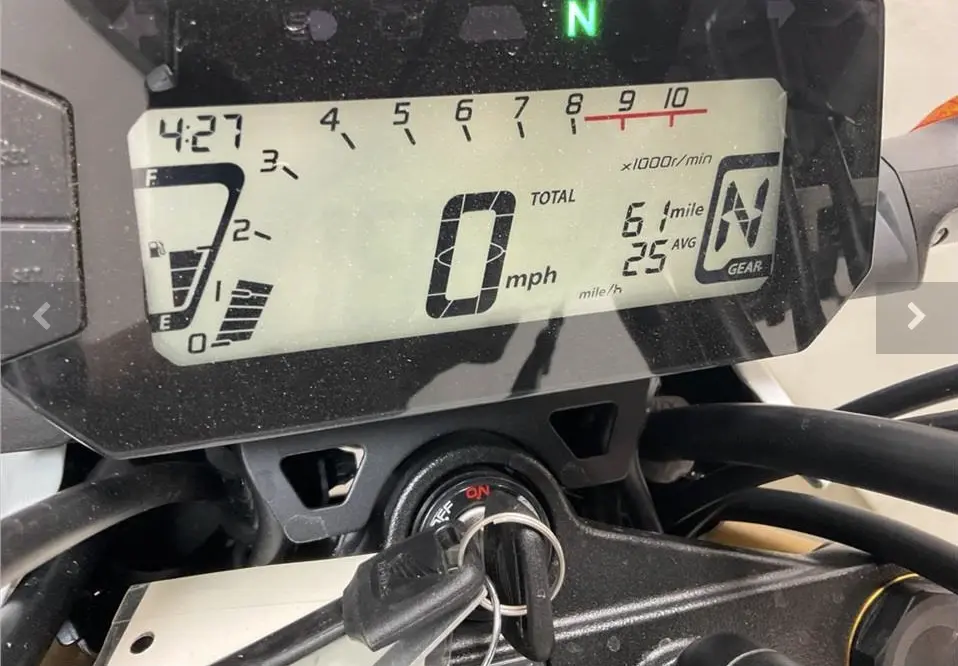 N
4:27
4 5 6 7 8 9 10
3
x1000r/min
F
TOTAL
61 mile
2
0 mph
25 AVG
N
GEAR
mile/h
1
E
0
ON
OFF